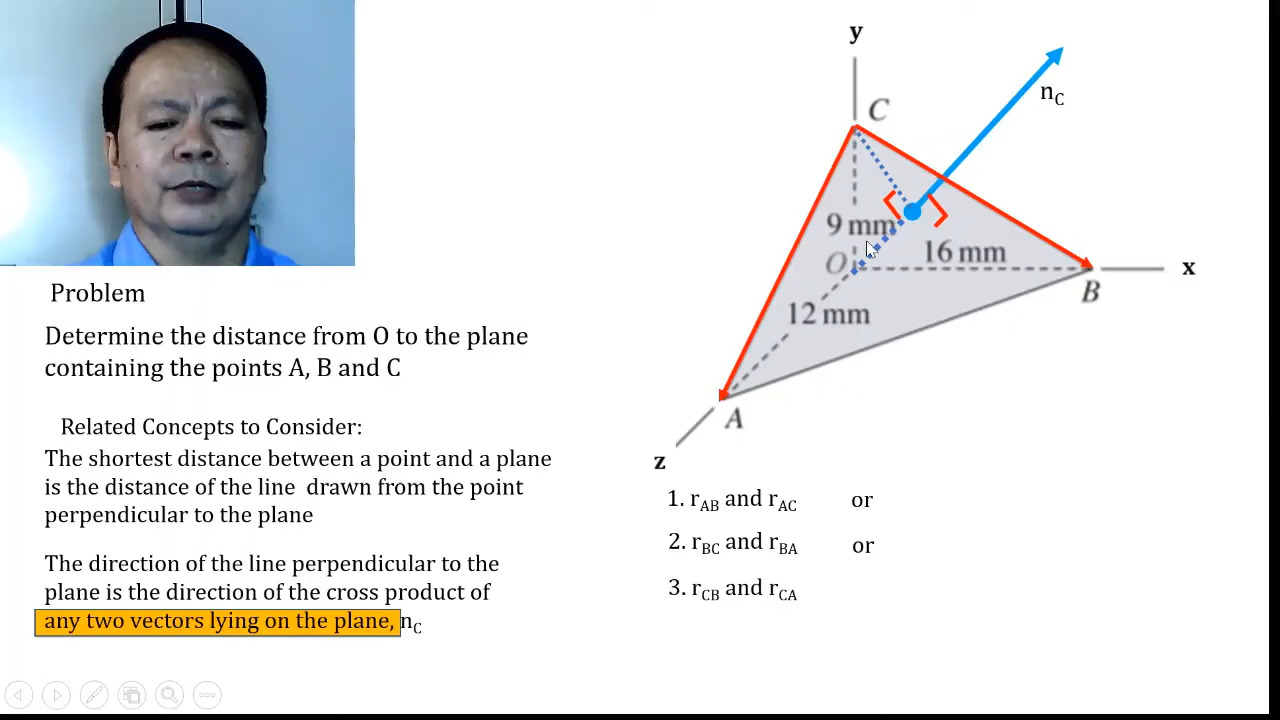 Problem
Determine the distance from O to the plane
containing the points A, B and C
Related Concepts to Consider:
The shortest distance between a point and a plane
is the distance of the line drawn from the point
perpendicular to the plane
The direction of the line perpendicular to the
plane is the direction of the cross product of
any two vectors lying on the plane, nC
y
C
nC
9 mm
O
16 mm
x
B
12 mm
A
z
1. rAB and rAC or
2. rBC and rBA or
3. rCB and rCA